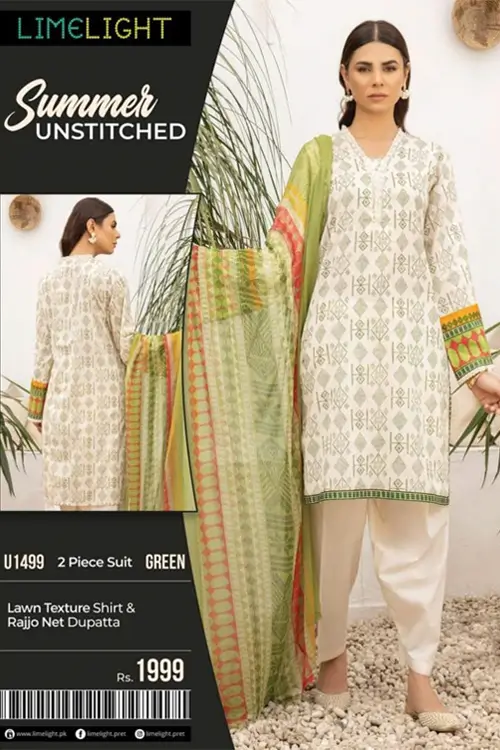 LIMELIGHT
Summer
UNSTITCHED
U1499 2 Piece Suit GREEN
Lawn Texture Shirt &
Rajjo Net Dupatta
Rs. 1999
www.limelight.pk limelight.pret limelight.pret